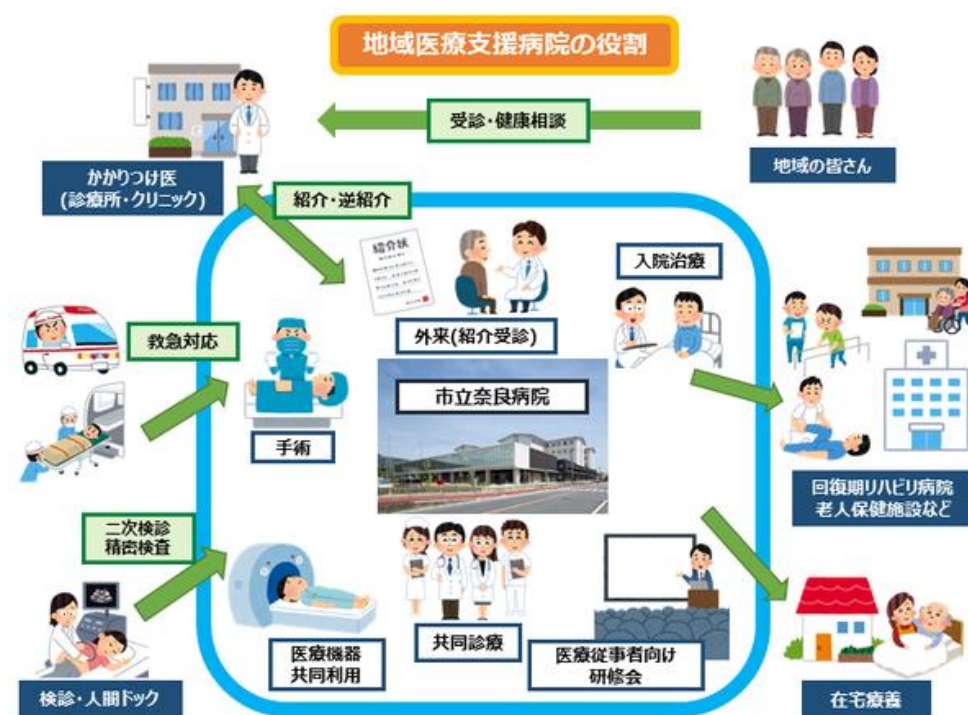 地域医療支援病院の役割
受診・健康相談
地域の皆さん
かかりつけ医
(診療所・クリニック)
紹介・逆紹介
紹介状
入院治療
外来(紹介受診)
救急対応
市立奈良病院
手術
回復期リハビリ病院
老人保健施設など
二次検診
精密検査
検診・人間ドック
医療機器
共同利用
共同診療
医療従事者向け
研修会
在宅療養